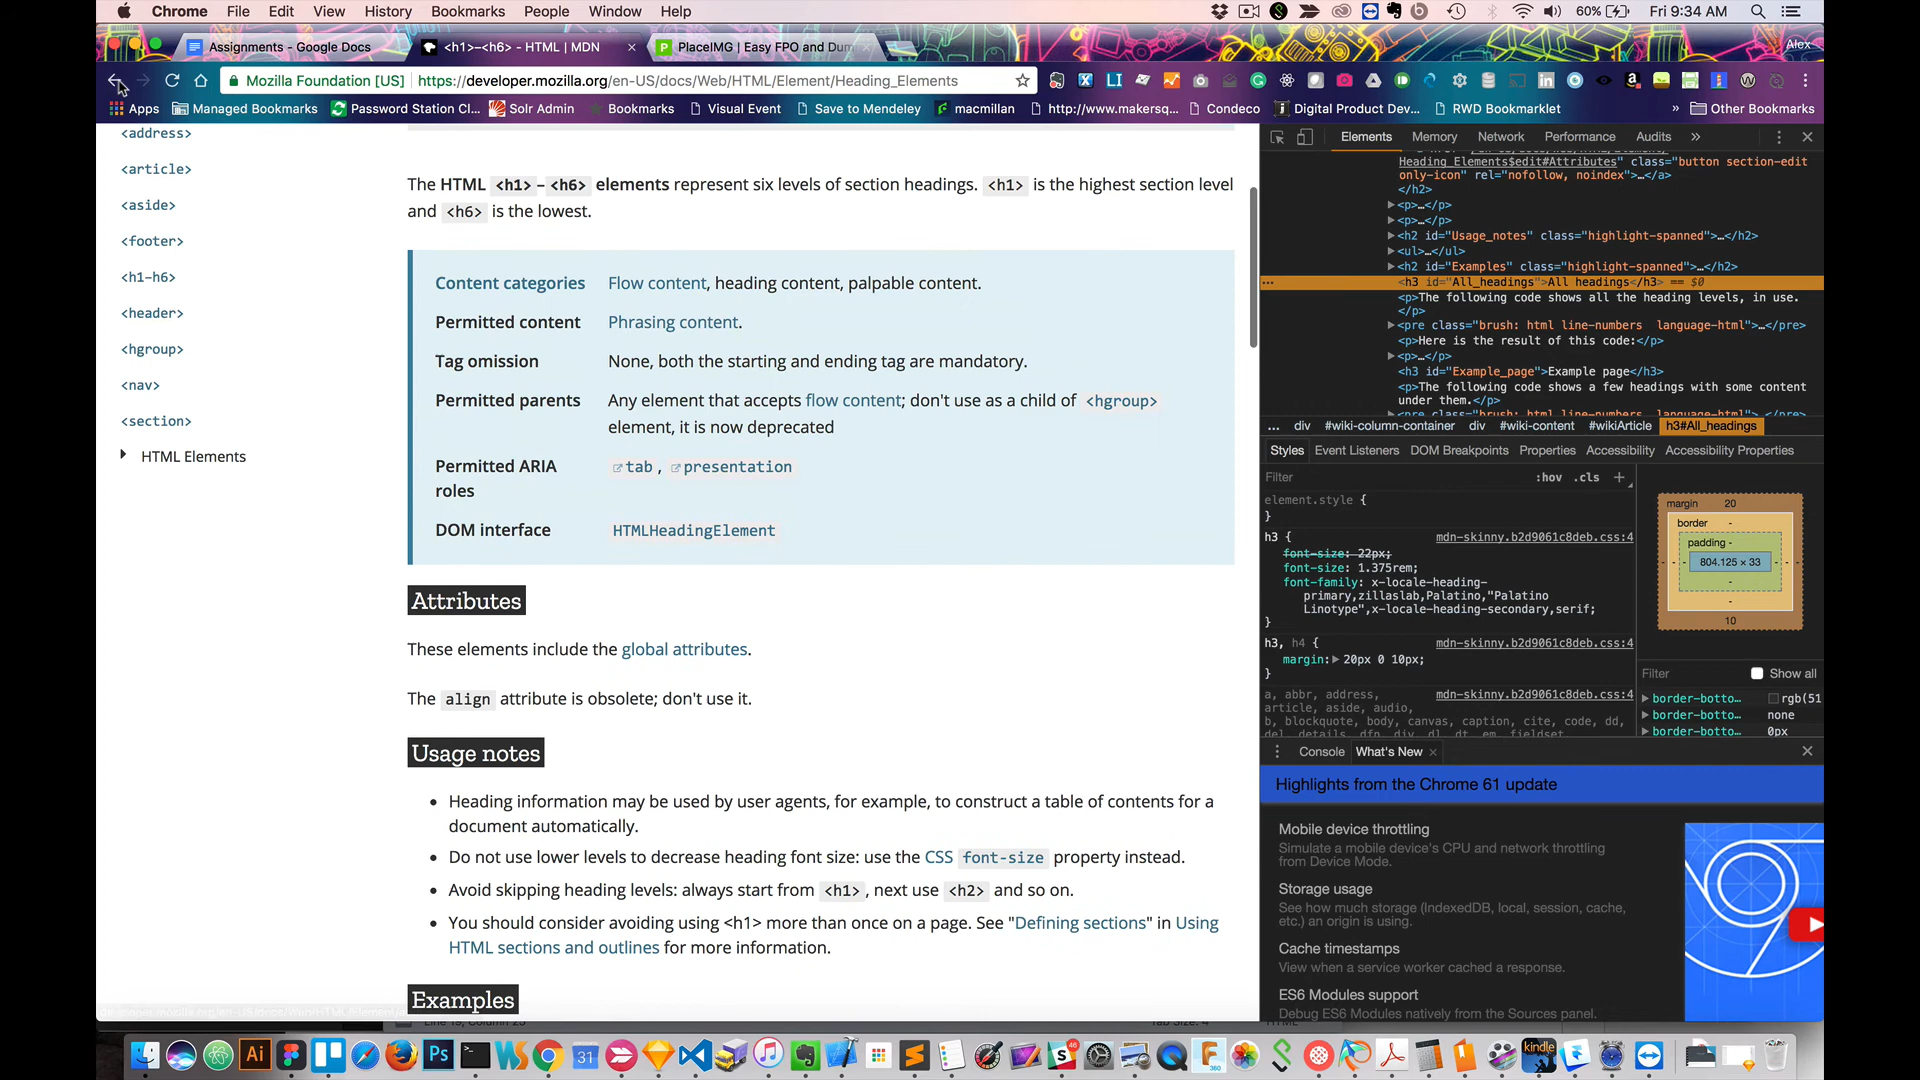 Chrome File Edit View History Bookmarks People Window Help
60% Fri 9:34 AM
Assignments - Google Docs
<h1>–<h6> - HTML | MDN
PlaceIMG | Easy FPO and Dum
Alex
Mozilla Foundation [US] https://developer.mozilla.org/en-US/docs/Web/HTML/Element/Heading_Elements
Apps Managed Bookmarks Password Station Cl... Solr Admin Bookmarks Visual Event Save to Mendeley macmillan http://www.makersq... Condeco Digital Product Dev... RWD Bookmarklet » Other Bookmarks
<address>
<article>
<aside>
<footer>
<h1-h6>
<header>
<hgroup>
<nav>
<section>
HTML Elements
The HTML <h1>–<h6> elements represent six levels of section headings. <h1> is the highest section level
and <h6> is the lowest.
Content categories Flow content, heading content, palpable content.
Permitted content Phrasing content.
Tag omission None, both the starting and ending tag are mandatory.
Permitted parents Any element that accepts flow content; don't use as a child of <hgroup>
element, it is now deprecated
Permitted ARIA tab, presentation
roles
DOM interface HTMLHeadingElement
Attributes
These elements include the global attributes.
The align attribute is obsolete; don't use it.
Usage notes
Heading information may be used by user agents, for example, to construct a table of contents for a
document automatically.
Do not use lower levels to decrease heading font size: use the CSS font-size property instead.
Avoid skipping heading levels: always start from <h1>, next use <h2> and so on.
You should consider avoiding using <h1> more than once on a page. See "Defining sections" in Using
HTML sections and outlines for more information.
Examples
Elements Memory Network Performance Audits »
Heading_Elements$edit#Attributes" class="button section-edit
only-icon" rel="nofollow, noindex">…</a>
</h2>
<p>…</p>
<p>…</p>
<h2 id="Usage_notes" class="highlight-spanned">…</h2>
<ul>…</ul>
<h2 id="Examples" class="highlight-spanned">…</h2>
<h3 id="All_headings">All headings</h3> == $0
<p>The following code shows all the heading levels, in use.
</p>
<pre class="brush: html line-numbers  language-html">…</pre>
<p>Here is the result of this code:</p>
<p>…</p>
<h3 id="Example_page">Example page</h3>
<p>The following code shows a few headings with some content
under them.</p>
<pre class="brush: html line-numbers  language-html">…</pre>
... div #wiki-column-container div #wiki-content #wikiArticle h3#All_headings
Styles Event Listeners DOM Breakpoints Properties Accessibility Accessibility Properties
Filter :hov .cls +
element.style {
}
h3 { mdn-skinny.b2d9061c8deb.css:4
font-size: 22px;
font-size: 1.375rem;
font-family: x-locale-heading-
primary,zillaslab,Palatino,"Palatino
Linotype",x-locale-heading-secondary,serif;
}
h3, h4 { mdn-skinny.b2d9061c8deb.css:4
margin: 20px 0 10px;
}
a, abbr, address, mdn-skinny.b2d9061c8deb.css:4
article, aside, audio,
b, blockquote, body, canvas, caption, cite, code, dd,
del, details, dfn, div, dl, dt, em, fieldset,
margin 20
border -
padding -
804.125 × 33
-
-
10
Filter Show all
border-botto… rgb(51
border-botto… none
border-botto… 0px
Console What's New
Highlights from the Chrome 61 update
Mobile device throttling
Simulate a mobile device's CPU and network throttling
from Device Mode.
Storage usage
See how much storage (IndexedDB, local, session, cache,
etc.) an origin is using.
Cache timestamps
View when a service worker cached a response.
ES6 Modules support
Debug ES6 Modules natively from the Sources panel.